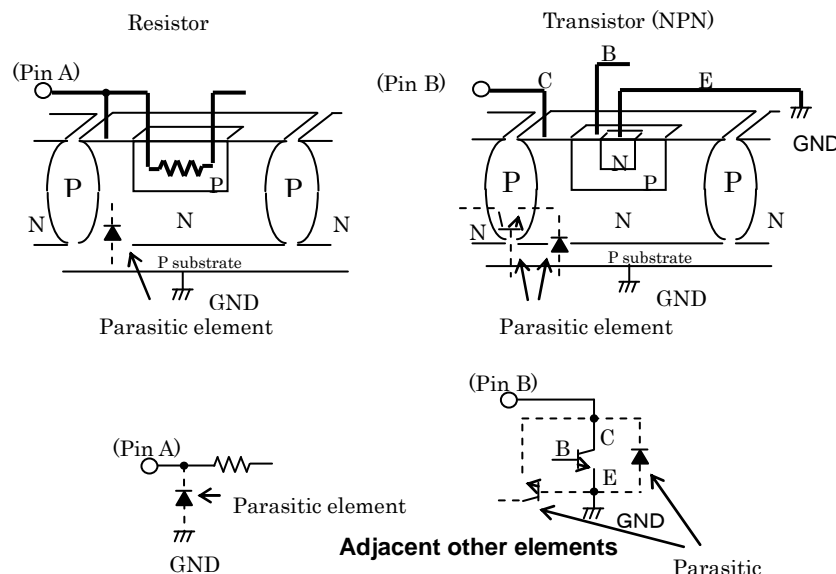 Resistor
Transistor (NPN)
(Pin A)
(Pin B)
C
B
E
GND
P
P
P
N
N
N
P substrate
GND
Parasitic element
P
N
P
P
N
N
N
P substrate
GND
Parasitic element
(Pin A)
Parasitic element
GND
(Pin B)
B
C
E
GND
Adjacent other elements
Parasitic